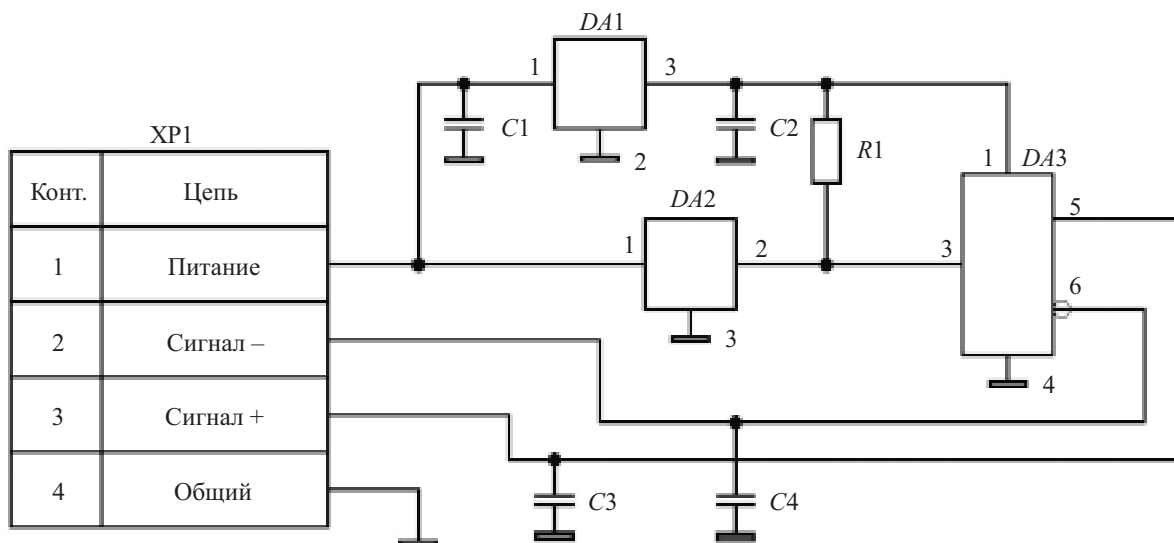 DA1
1
3
C1
2
C2
R1
XP1
Конт. Цепь
1 Питание
2 Сигнал –
3 Сигнал +
4 Общий
DA2
1
2
3
DA3
1
3
5
6
4
C3
C4